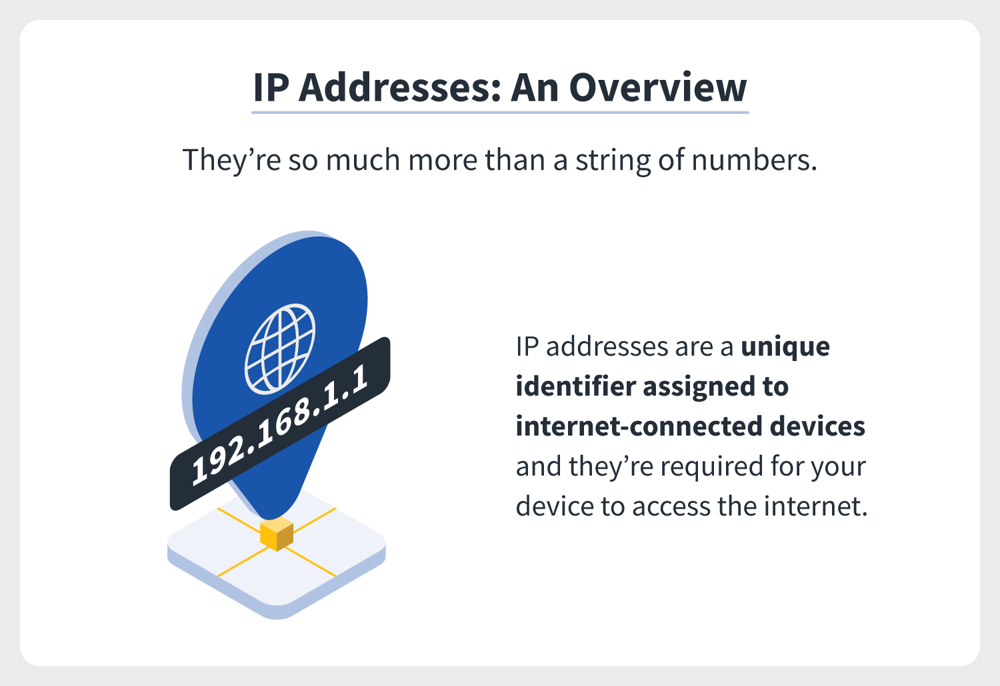 IP Addresses: An Overview
They’re so much more than a string of numbers.
192.168.1.1
IP addresses are a unique
identifier assigned to
internet-connected devices
and they’re required for your
device to access the internet.